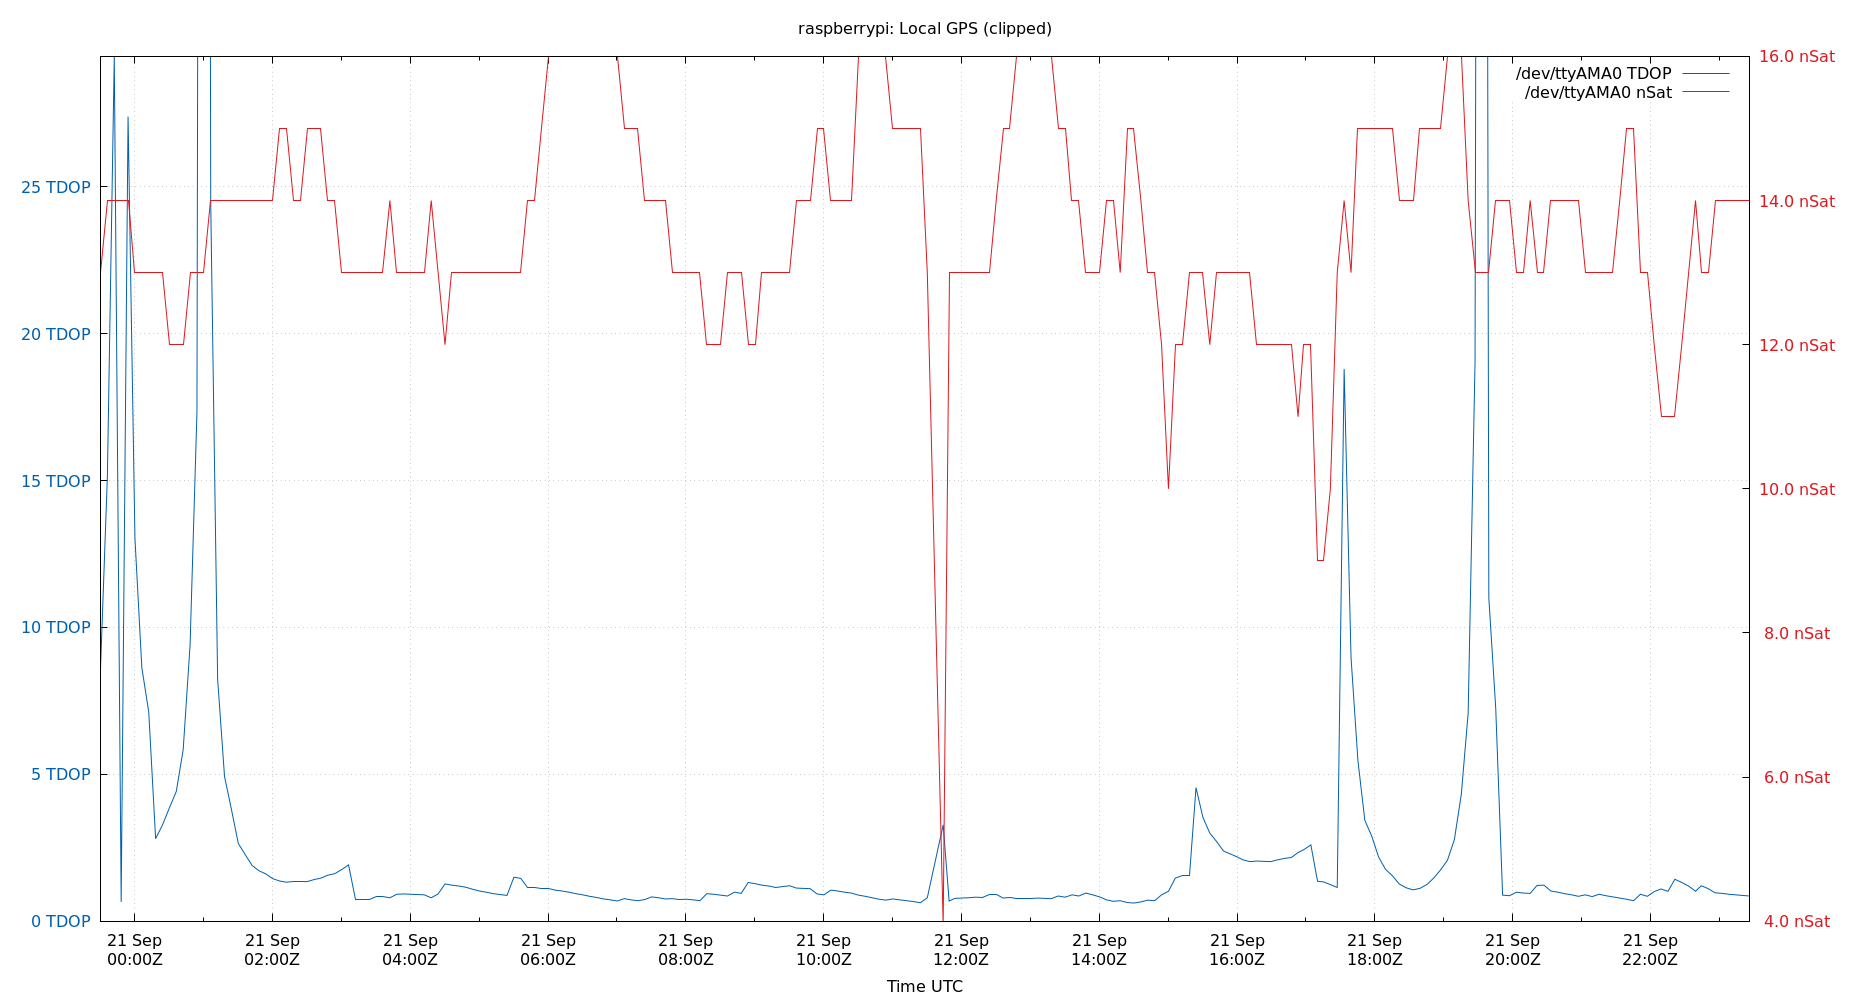 raspberrypi: Local GPS (clipped)
/dev/ttyAMA0 TDOP
/dev/ttyAMA0 nSat
25 TDOP
20 TDOP
15 TDOP
10 TDOP
5 TDOP
0 TDOP
16.0 nSat
14.0 nSat
12.0 nSat
10.0 nSat
8.0 nSat
6.0 nSat
4.0 nSat
21 Sep 21 Sep 21 Sep 21 Sep 21 Sep 21 Sep 21 Sep 21 Sep 21 Sep 21 Sep 21 Sep 21 Sep
00:00Z 02:00Z 04:00Z 06:00Z 08:00Z 10:00Z 12:00Z 14:00Z 16:00Z 18:00Z 20:00Z 22:00Z
Time UTC